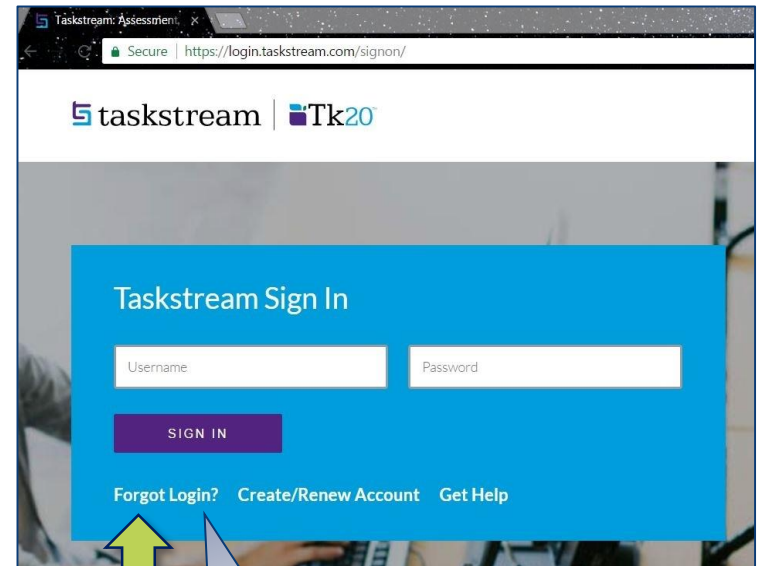 Taskstream: Assessment,
Secure | https://login.taskstream.com/signon/
taskstream | Tk20™
Taskstream Sign In
Username Password
SIGN IN
Forgot Login? Create/Renew Account Get Help